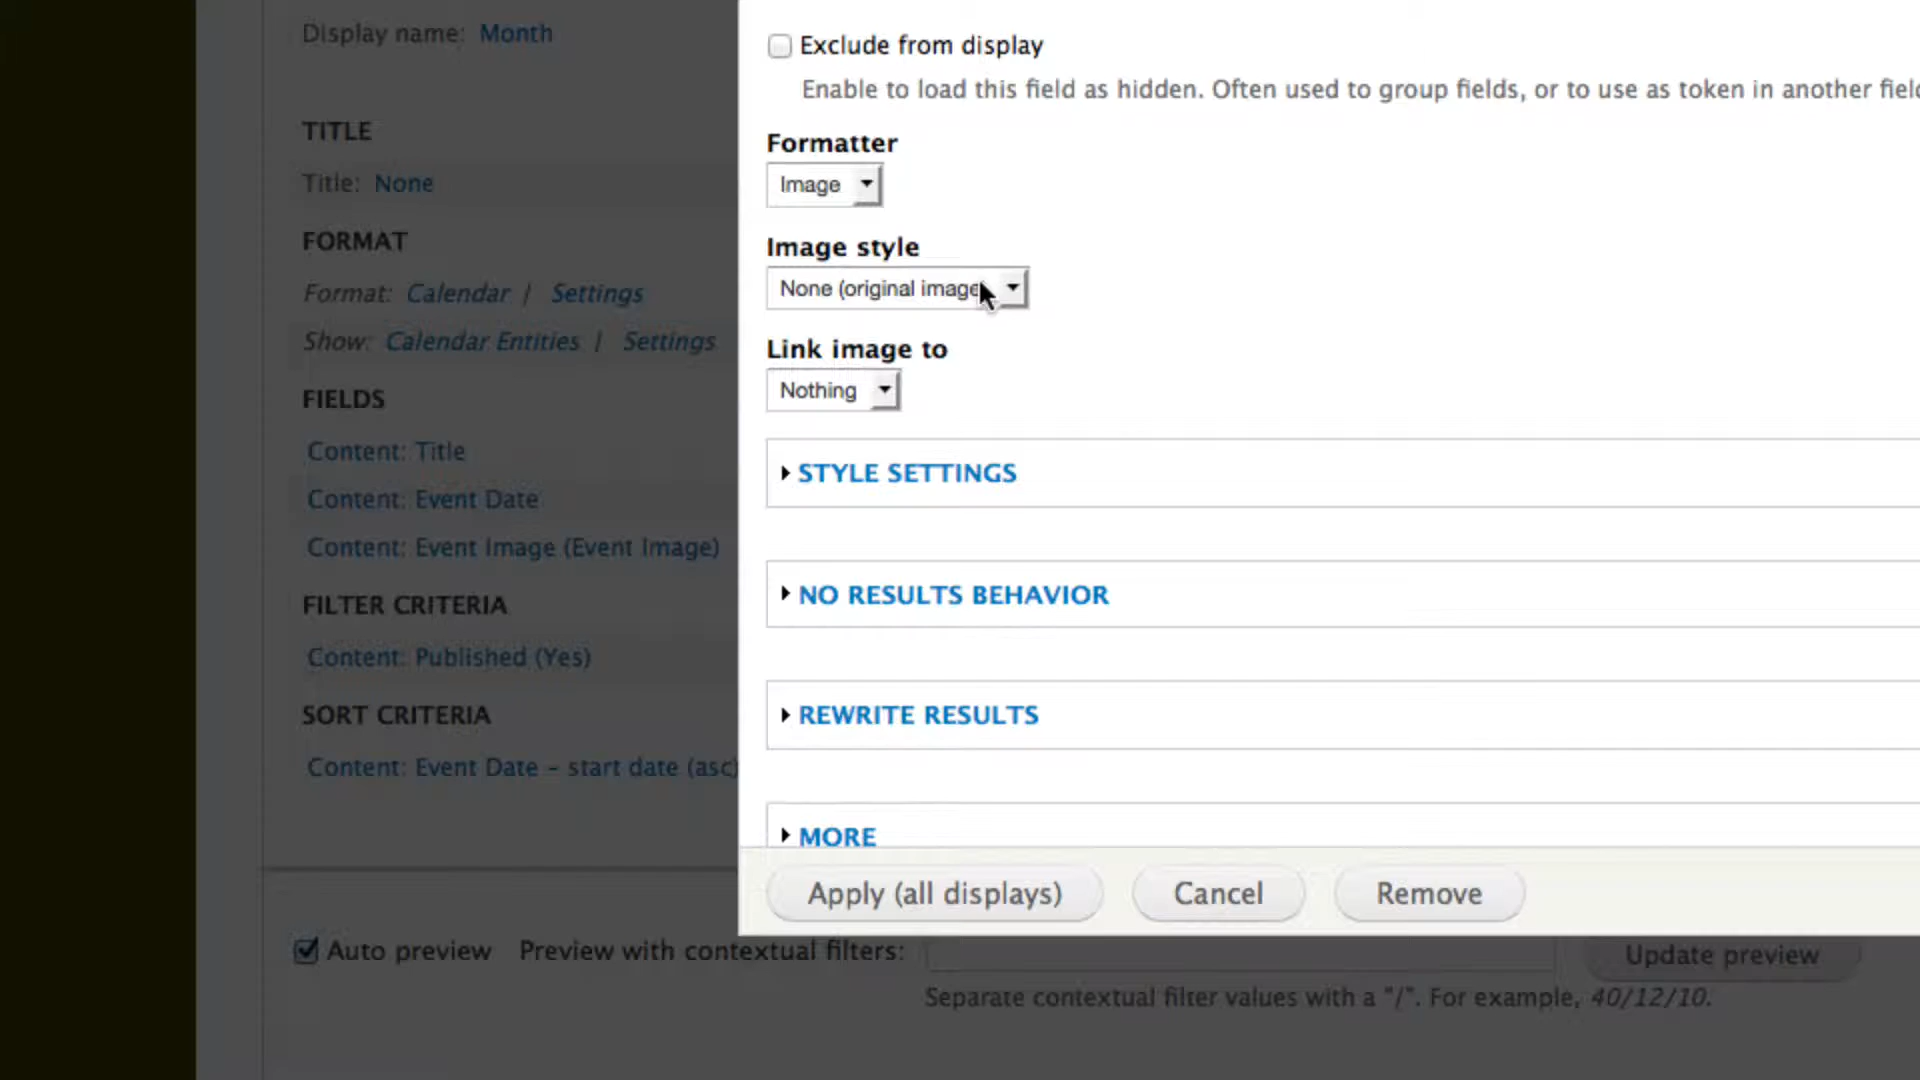 Display name: Month
TITLE
Title: None
FORMAT
Format: Calendar | Settings
Show: Calendar Entities | Settings
FIELDS
Content: Title
Content: Event Date
Content: Event Image (Event Image)
FILTER CRITERIA
Content: Published (Yes)
SORT CRITERIA
Content: Event Date – start date (asc)
Exclude from display
Enable to load this field as hidden. Often used to group fields, or to use as token in another
Formatter
Image
Image style
None (original image
Link image to
Nothing
STYLE SETTINGS
NO RESULTS BEHAVIOR
REWRITE RESULTS
MORE
Apply (all displays) Cancel Remove
Auto preview Preview with contextual filters: Update preview
Separate contextual filter values with a "/". For example, 40/12/10.